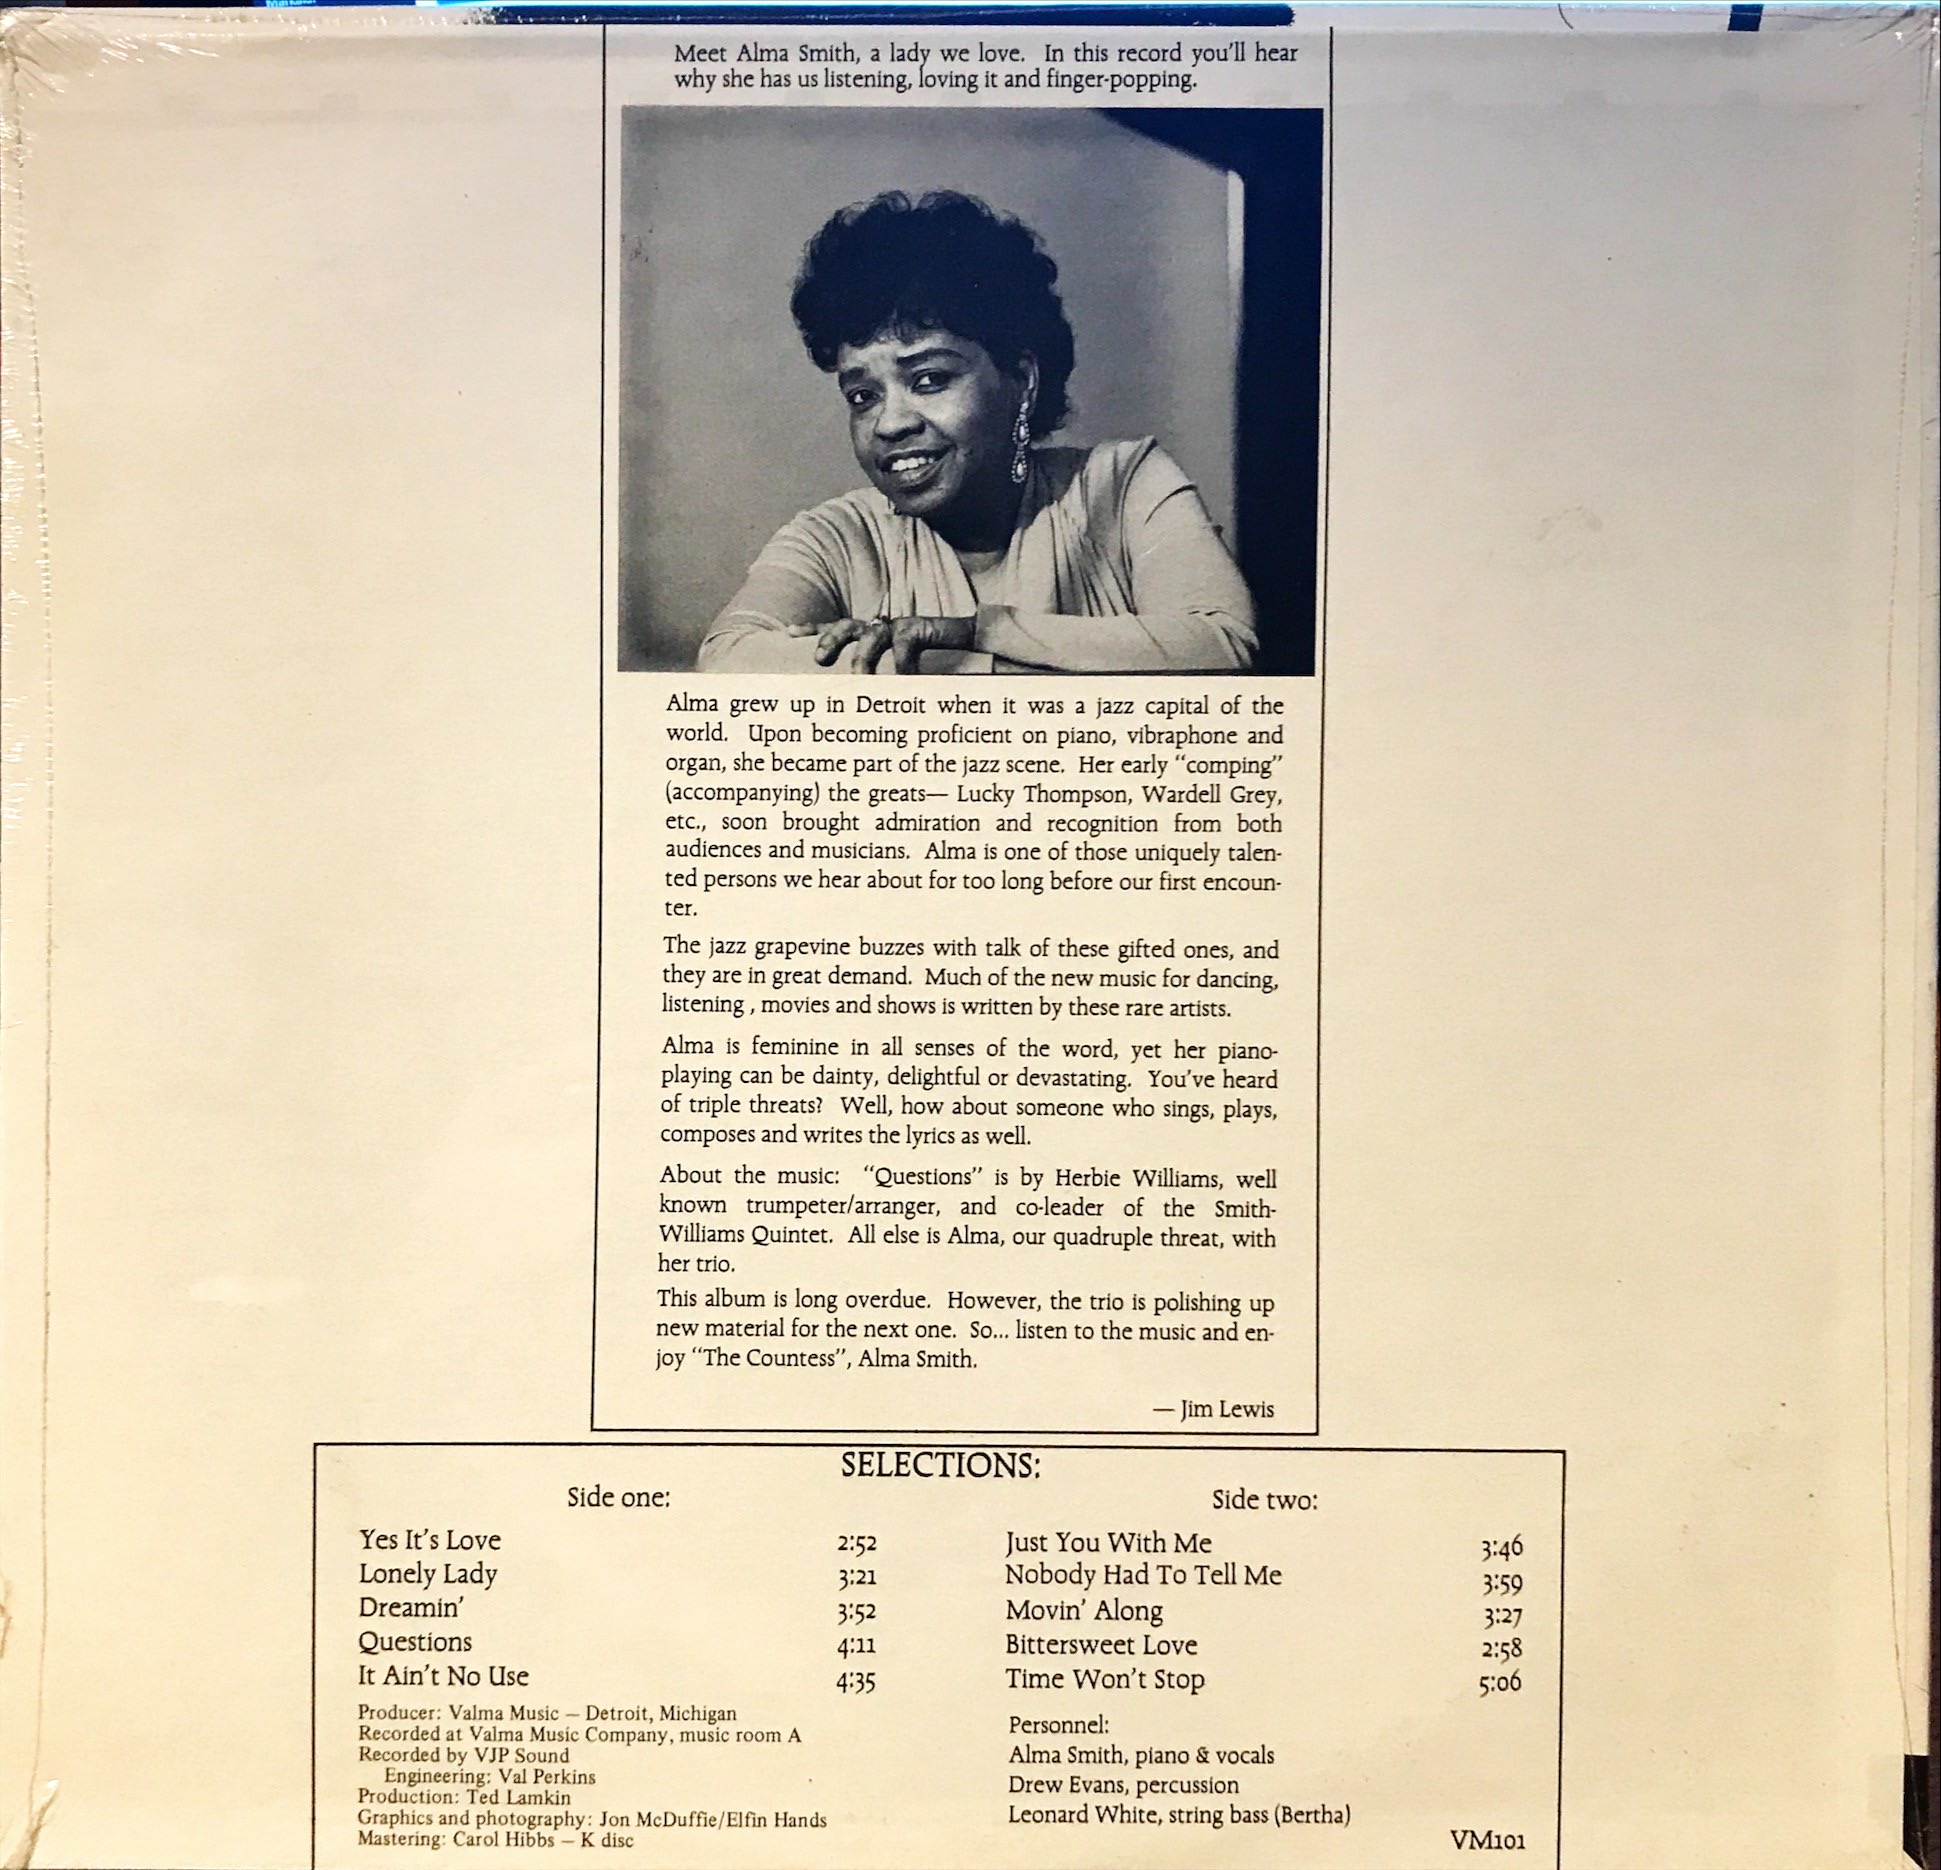 Meet Alma Smith, a lady we love. In this record you'll hear
why she has us listening, loving it and finger-popping.
Alma grew up in Detroit when it was a jazz capital of the
world. Upon becoming proficient on piano, vibraphone and
organ, she became part of the jazz scene. Her early "comping"
(accompanying) the greats— Lucky Thompson, Wardell Grey,
etc., soon brought admiration and recognition from both
audiences and musicians. Alma is one of those uniquely talen-
ted persons we hear about for too long before our first encoun-
ter.
The jazz grapevine buzzes with talk of these gifted ones, and
they are in great demand. Much of the new music for dancing,
listening , movies and shows is written by these rare artists.
Alma is feminine in all senses of the word, yet her piano-
playing can be dainty, delightful or devastating. You've heard
of triple threats? Well, how about someone who sings, plays,
composes and writes the lyrics as well.
About the music: "Questions" is by Herbie Williams, well
known trumpeter/arranger, and co-leader of the Smith-
Williams Quintet. All else is Alma, our quadruple threat, with
her trio.
This album is long overdue. However, the trio is polishing up
new material for the next one. So... listen to the music and en-
joy "The Countess", Alma Smith.
— Jim Lewis
SELECTIONS:
Side one:
Yes It's Love 2:52
Lonely Lady 3:21
Dreamin' 3:52
Questions 4:11
It Ain't No Use 4:35
Producer: Valma Music – Detroit, Michigan
Recorded at Valma Music Company, music room A
Recorded by VJP Sound
Engineering: Val Perkins
Production: Ted Lamkin
Graphics and photography: Jon McDuffie/Elfin Hands
Mastering: Carol Hibbs – K disc
Side two:
Just You With Me 3:46
Nobody Had To Tell Me 3:59
Movin' Along 3:27
Bittersweet Love 2:58
Time Won't Stop 5:06
Personnel:
Alma Smith, piano & vocals
Drew Evans, percussion
Leonard White, string bass (Bertha)
VM101